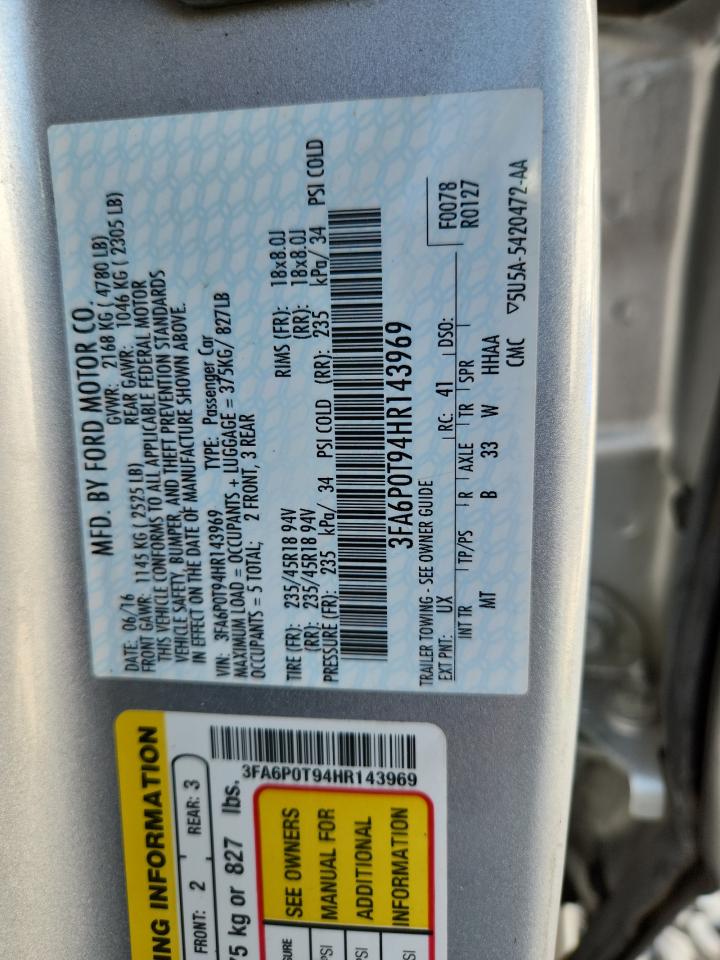 MFD. BY FORD MOTOR CO.
DATE: 06/16 GVWR: 2168 KG ( 4780 LB)
FRONT GAWR: 1145 KG ( 2525 LB) REAR GAWR: 1046 KG ( 2305 LB)
THIS VEHICLE CONFORMS TO ALL APPLICABLE FEDERAL MOTOR
VEHICLE SAFETY, BUMPER, AND THEFT PREVENTION STANDARDS
IN EFFECT ON THE DATE OF MANUFACTURE SHOWN ABOVE.
VIN: 3FA6P0T94HR143969 TYPE: Passenger Car
MAXIMUM LOAD = OCCUPANTS + LUGGAGE = 375KG/ 827LB
OCCUPANTS = 5 TOTAL; 2 FRONT, 3 REAR
TIRE (FR): 235/45R18 94V RIMS (FR): 18x8.0J
(RR): 235/45R18 94V (RR): 18x8.0J
PRESSURE (FR): 235 kPa/ 34 PSI COLD (RR): 235 kPa/ 34 PSI COLD
3FA6P0T94HR143969
TRAILER TOWING - SEE OWNER GUIDE
F0078
R0127
EXT PNT: UX RC: 41 DSO:
INT TR TP/PS R AXLE TR SPR
MT B 33 W HHAA
CMC ▽5U5A-5420472-AA
ING INFORMATION
FRONT: 2 REAR: 3
75 kg or 827 lbs.
3FA6P0T94HR143969
SURE
PSI
PSI
PSI
SEE OWNERS
MANUAL FOR
ADDITIONAL
INFORMATION